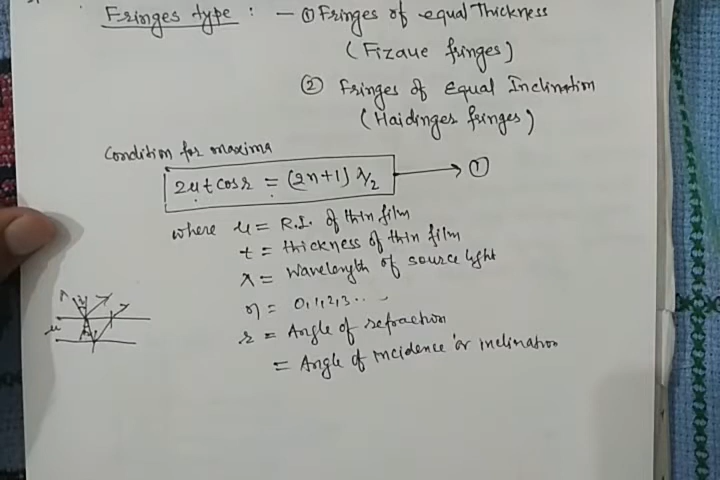 Fringes type : — ① Fringes of equal Thickness
(Fizaue fringes)
② Fringes of Equal Inclination
(Haidinges fringes)
Condition for maxima
2μt cosr = (2n+1) λ/2 → ①
where μ = R.I. of thin film
t = thickness of thin film
λ = Wavelength of source light
n = 0,1,2,3...
r = Angle of refraction
= Angle of incidence or inclination
μ